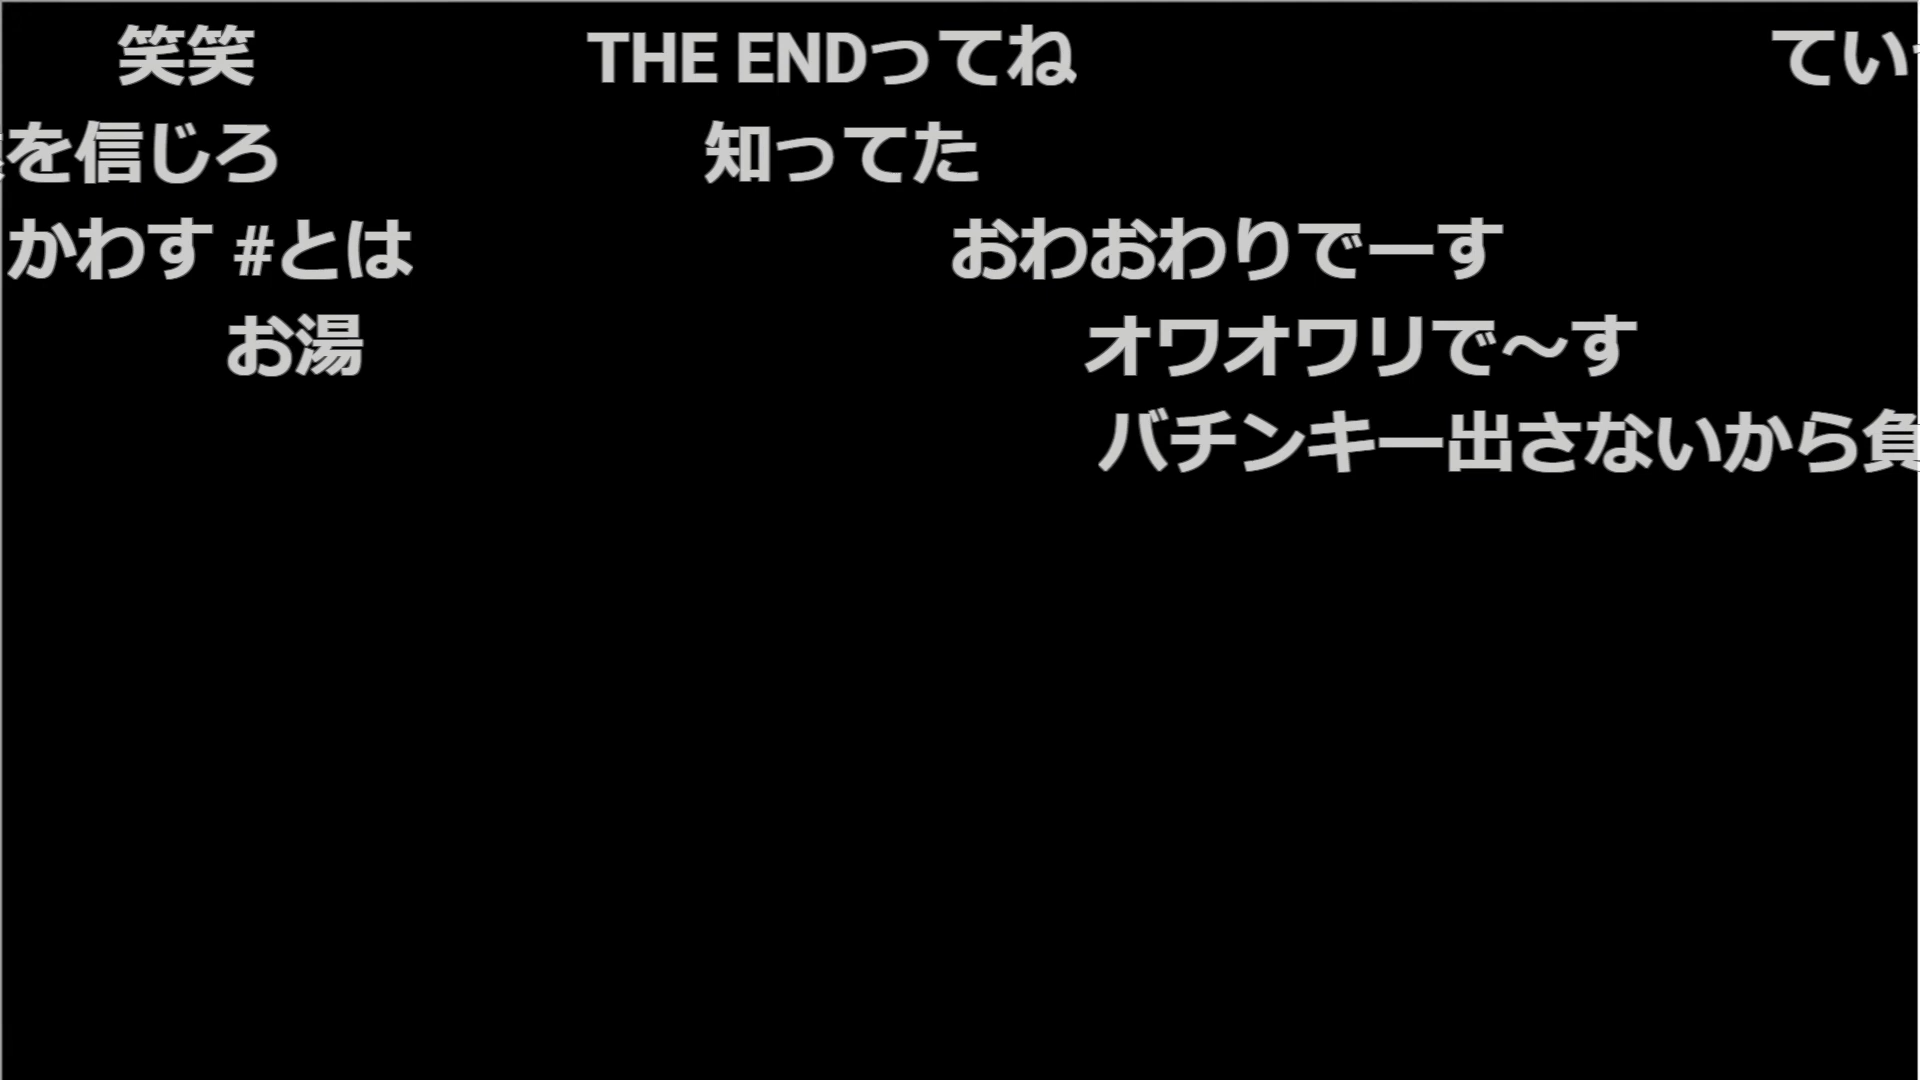 笑笑 THE ENDってね てい
を信じろ 知ってた
かわす #とは おわおわりでーす
お湯 オワオワリで〜す
バチンキー出さないから負